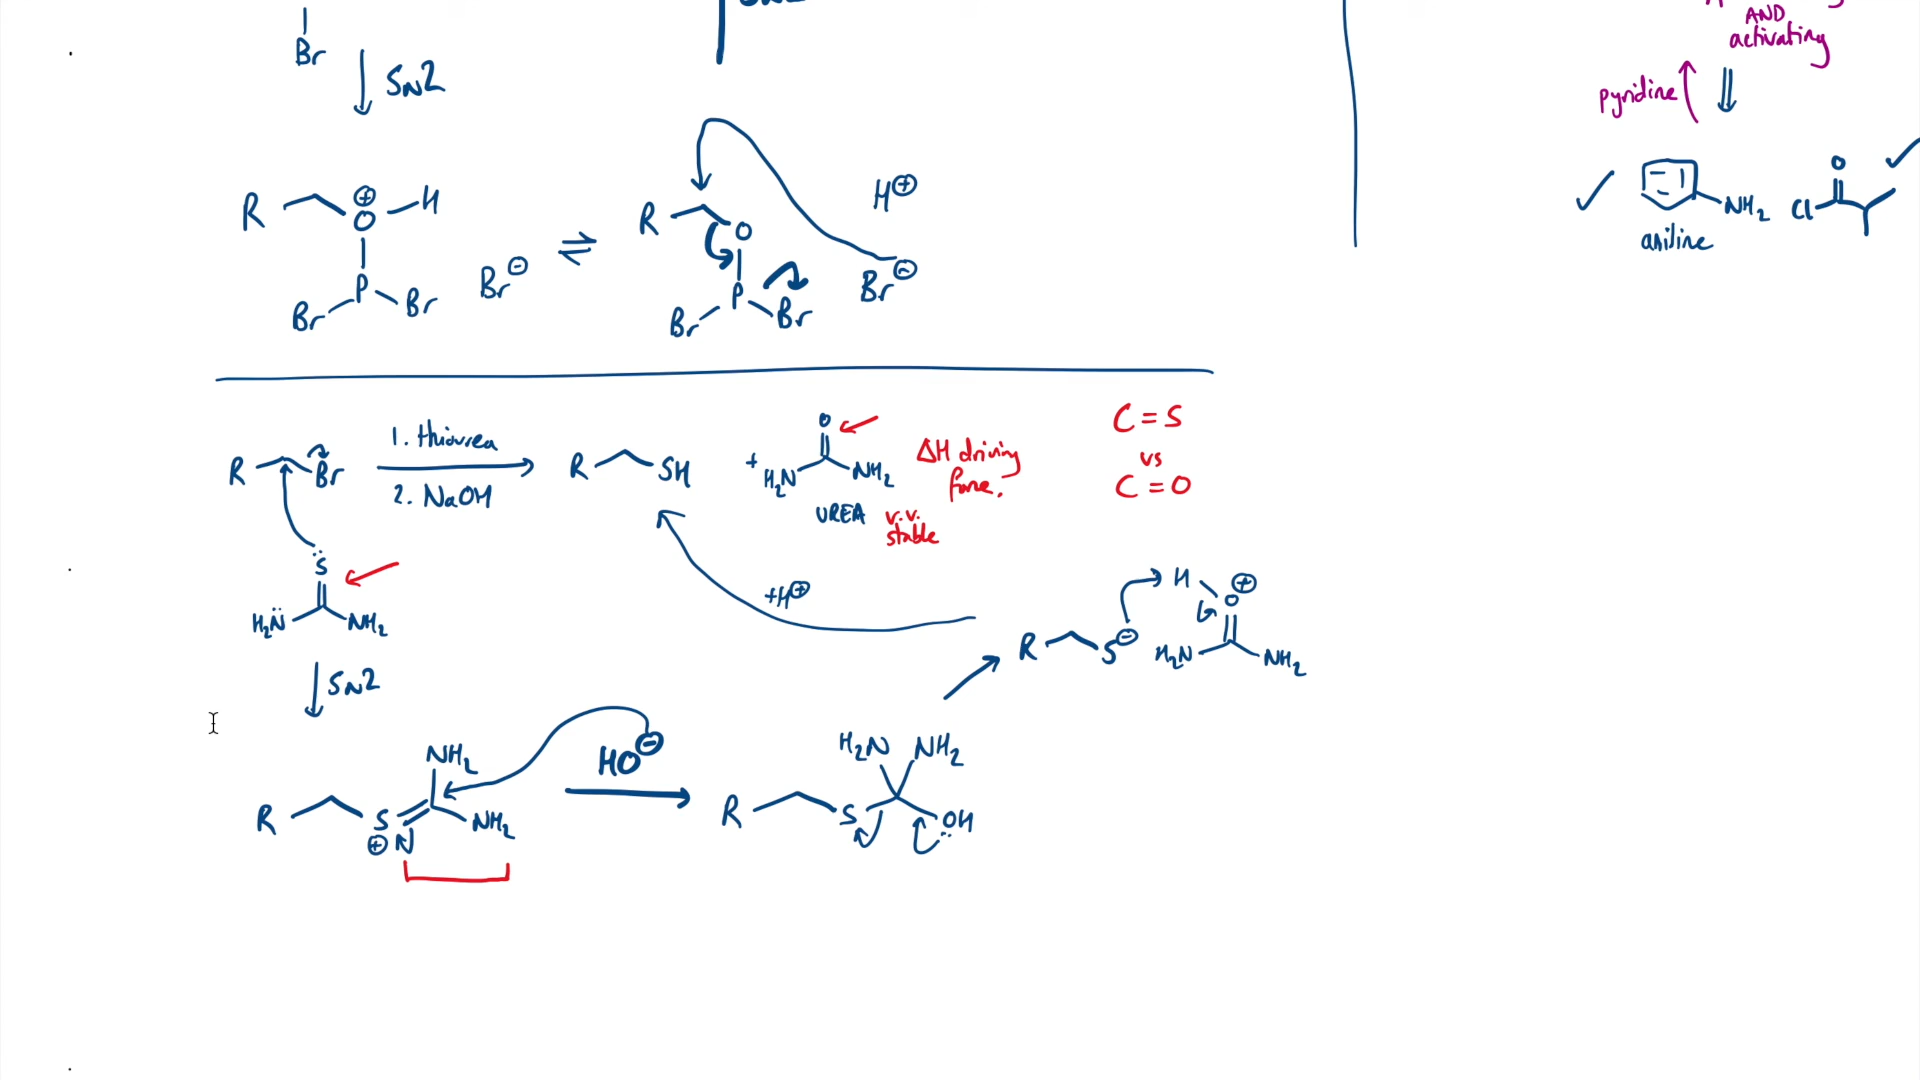 Br
SN2
AND
activating
pyridine
NH2
Cl
O
aniline
R
O
⊕
H
P
Br
Br
Br⊖
⇌
R
O
P
Br
Br
H⊕
Br⊖
R
Br
1. thiourea
2. NaOH
R
SH
+
O
H2N
NH2
UREA
v.v.
stable
ΔH driving
force.
C=S
vs
C=O
S
H2N
NH2
SN2
+H⊕
R
S⊖
H
O
⊕
H2N
NH2
R
S
⊕
N
NH2
NH2
HO⊖
R
S
H2N
NH2
OH